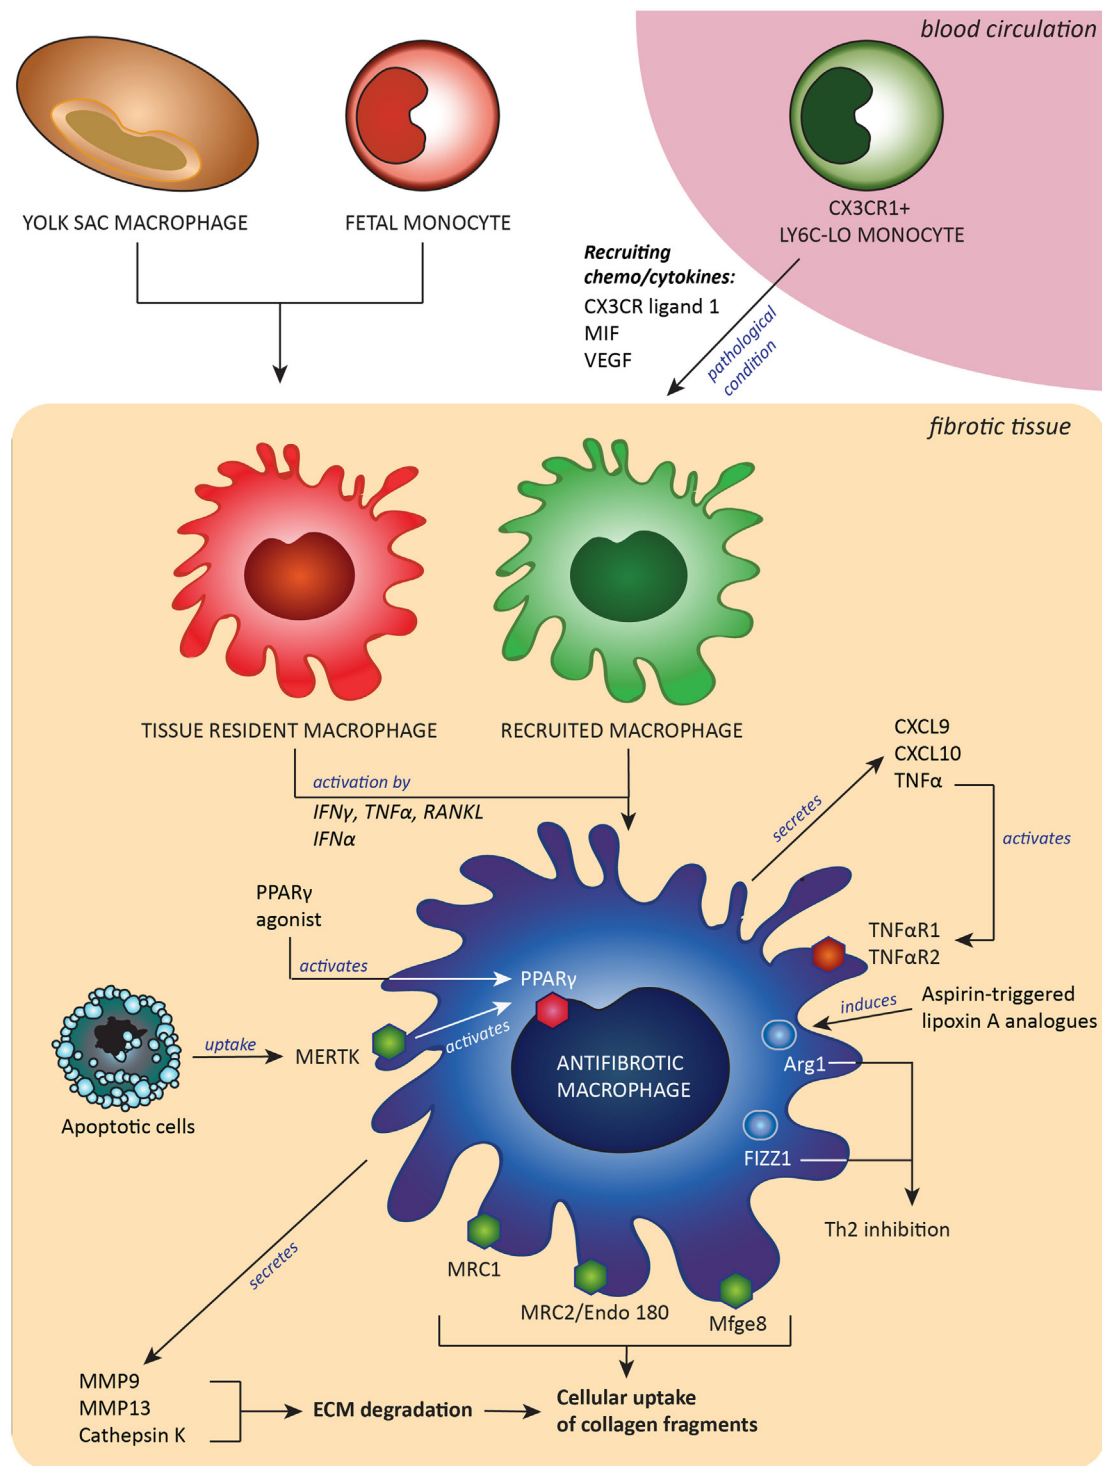 blood circulation
YOLK SAC MACROPHAGE
FETAL MONOCYTE
CX3CR1+
LY6C-LO MONOCYTE
Recruiting
chemo/cytokines:
CX3CR ligand 1
MIF
VEGF
pathological
condition
fibrotic tissue
TISSUE RESIDENT MACROPHAGE
RECRUITED MACROPHAGE
activation by
IFNγ, TNFα, RANKL
IFNα
CXCL9
CXCL10
TNFα
secretes
activates
PPARγ
agonist
activates
PPARγ
TNFαR1
TNFαR2
induces
Aspirin-triggered
lipoxin A analogues
uptake
MERTK
activates
ANTIFIBROTIC
MACROPHAGE
Arg1
Apoptotic cells
FIZZ1
Th2 inhibition
secretes
MRC1
MRC2/Endo 180
Mfge8
MMP9
MMP13
Cathepsin K
ECM degradation
Cellular uptake
of collagen fragments